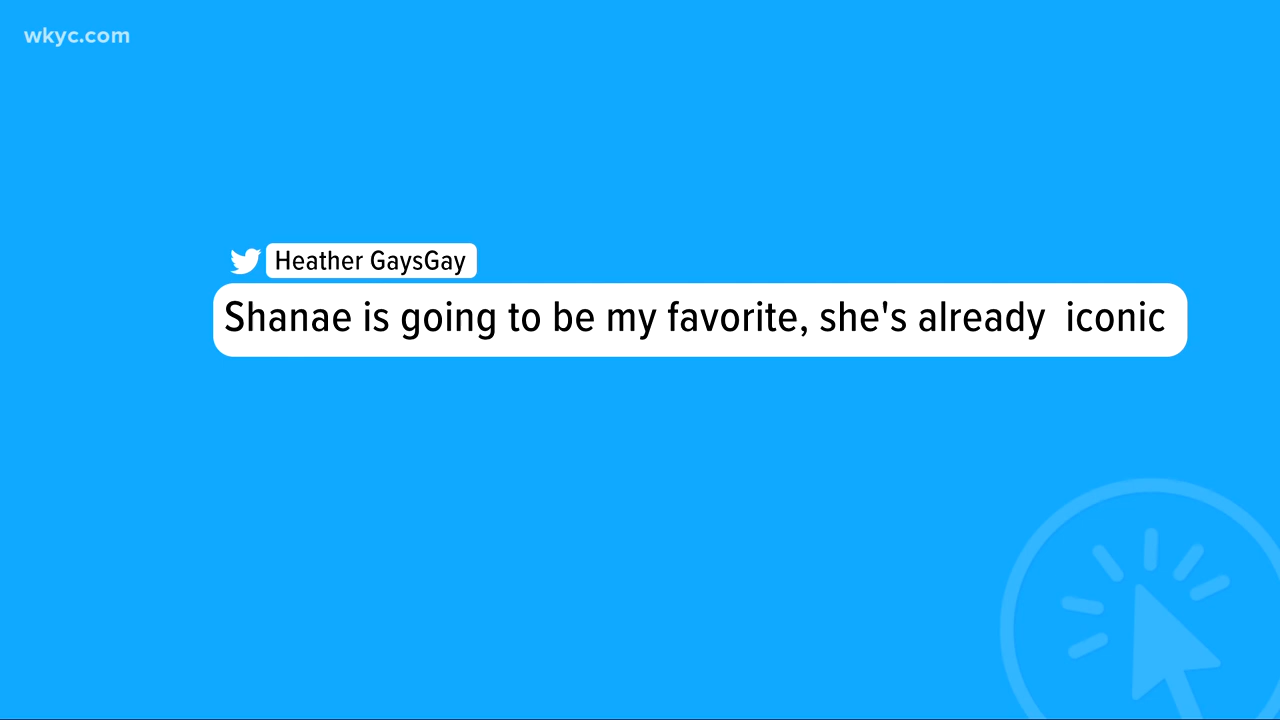 wkyc.com
Heather GaysGay
Shanae is going to be my favorite, she's already  iconic